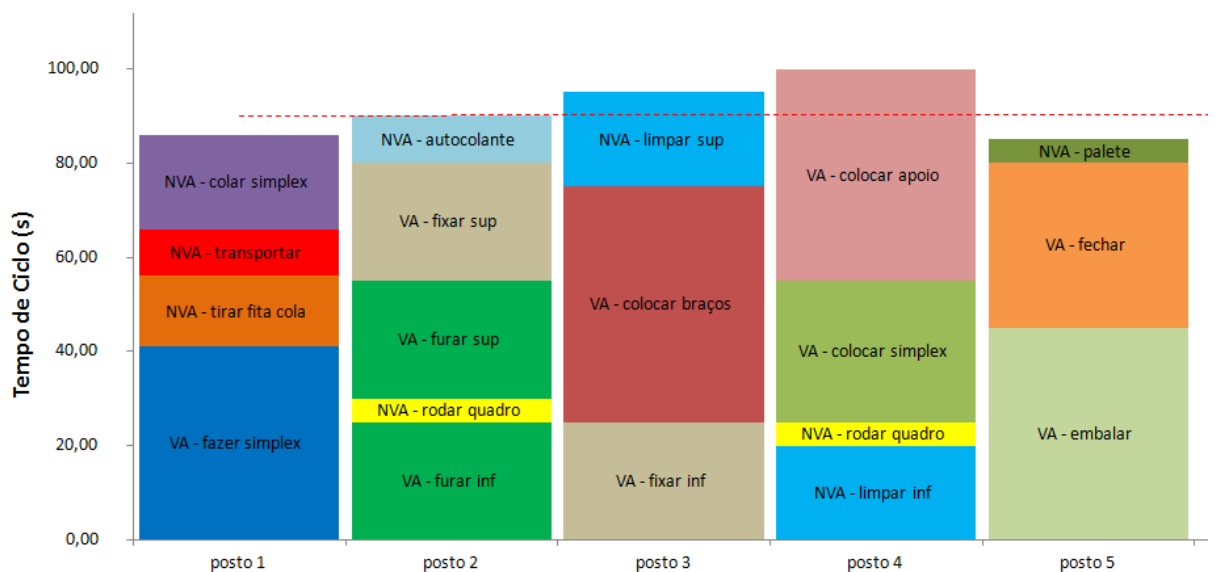 Tempo de Ciclo (s)
100,00
80,00
60,00
40,00
20,00
0,00
NVA - colar simplex
NVA - transportar
NVA - tirar fita cola
VA - fazer simplex
NVA - autocolante
VA - fixar sup
VA - furar sup
NVA - rodar quadro
VA - furar inf
NVA - limpar sup
VA - colocar braços
VA - fixar inf
VA - colocar apoio
VA - colocar simplex
NVA - rodar quadro
NVA - limpar inf
NVA - palete
VA - fechar
VA - embalar
posto 1
posto 2
posto 3
posto 4
posto 5